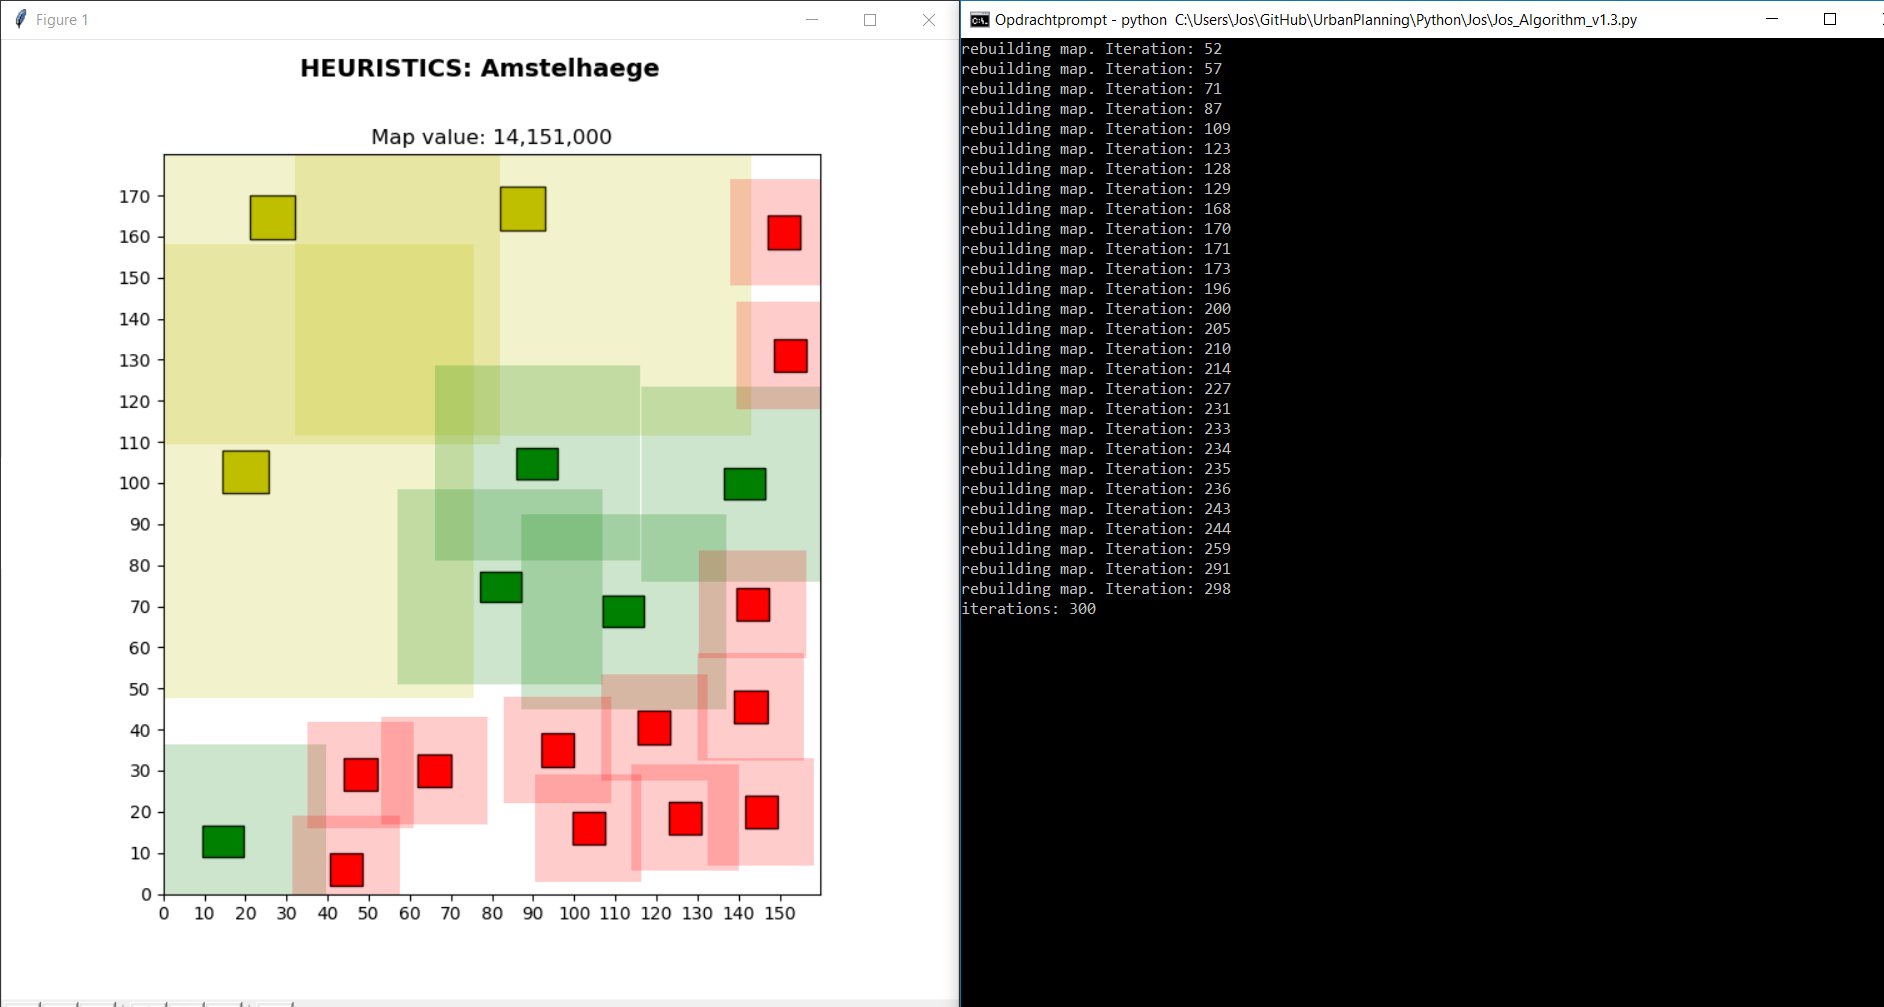 Figure 1
HEURISTICS: Amstelhaege
Map value: 14,151,000
170
160
150
140
130
120
110
100
90
80
70
60
50
40
30
20
10
0
0 10 20 30 40 50 60 70 80 90 100 110 120 130 140 150
Opdrachtprompt - python C:\Users\Jos\GitHub\UrbanPlanning\Python\Jos\Jos_Algorithm_v1.3.py
rebuilding map. Iteration: 52
rebuilding map. Iteration: 57
rebuilding map. Iteration: 71
rebuilding map. Iteration: 87
rebuilding map. Iteration: 109
rebuilding map. Iteration: 123
rebuilding map. Iteration: 128
rebuilding map. Iteration: 129
rebuilding map. Iteration: 168
rebuilding map. Iteration: 170
rebuilding map. Iteration: 171
rebuilding map. Iteration: 173
rebuilding map. Iteration: 196
rebuilding map. Iteration: 200
rebuilding map. Iteration: 205
rebuilding map. Iteration: 210
rebuilding map. Iteration: 214
rebuilding map. Iteration: 227
rebuilding map. Iteration: 231
rebuilding map. Iteration: 233
rebuilding map. Iteration: 234
rebuilding map. Iteration: 235
rebuilding map. Iteration: 236
rebuilding map. Iteration: 243
rebuilding map. Iteration: 244
rebuilding map. Iteration: 259
rebuilding map. Iteration: 291
rebuilding map. Iteration: 298
iterations: 300